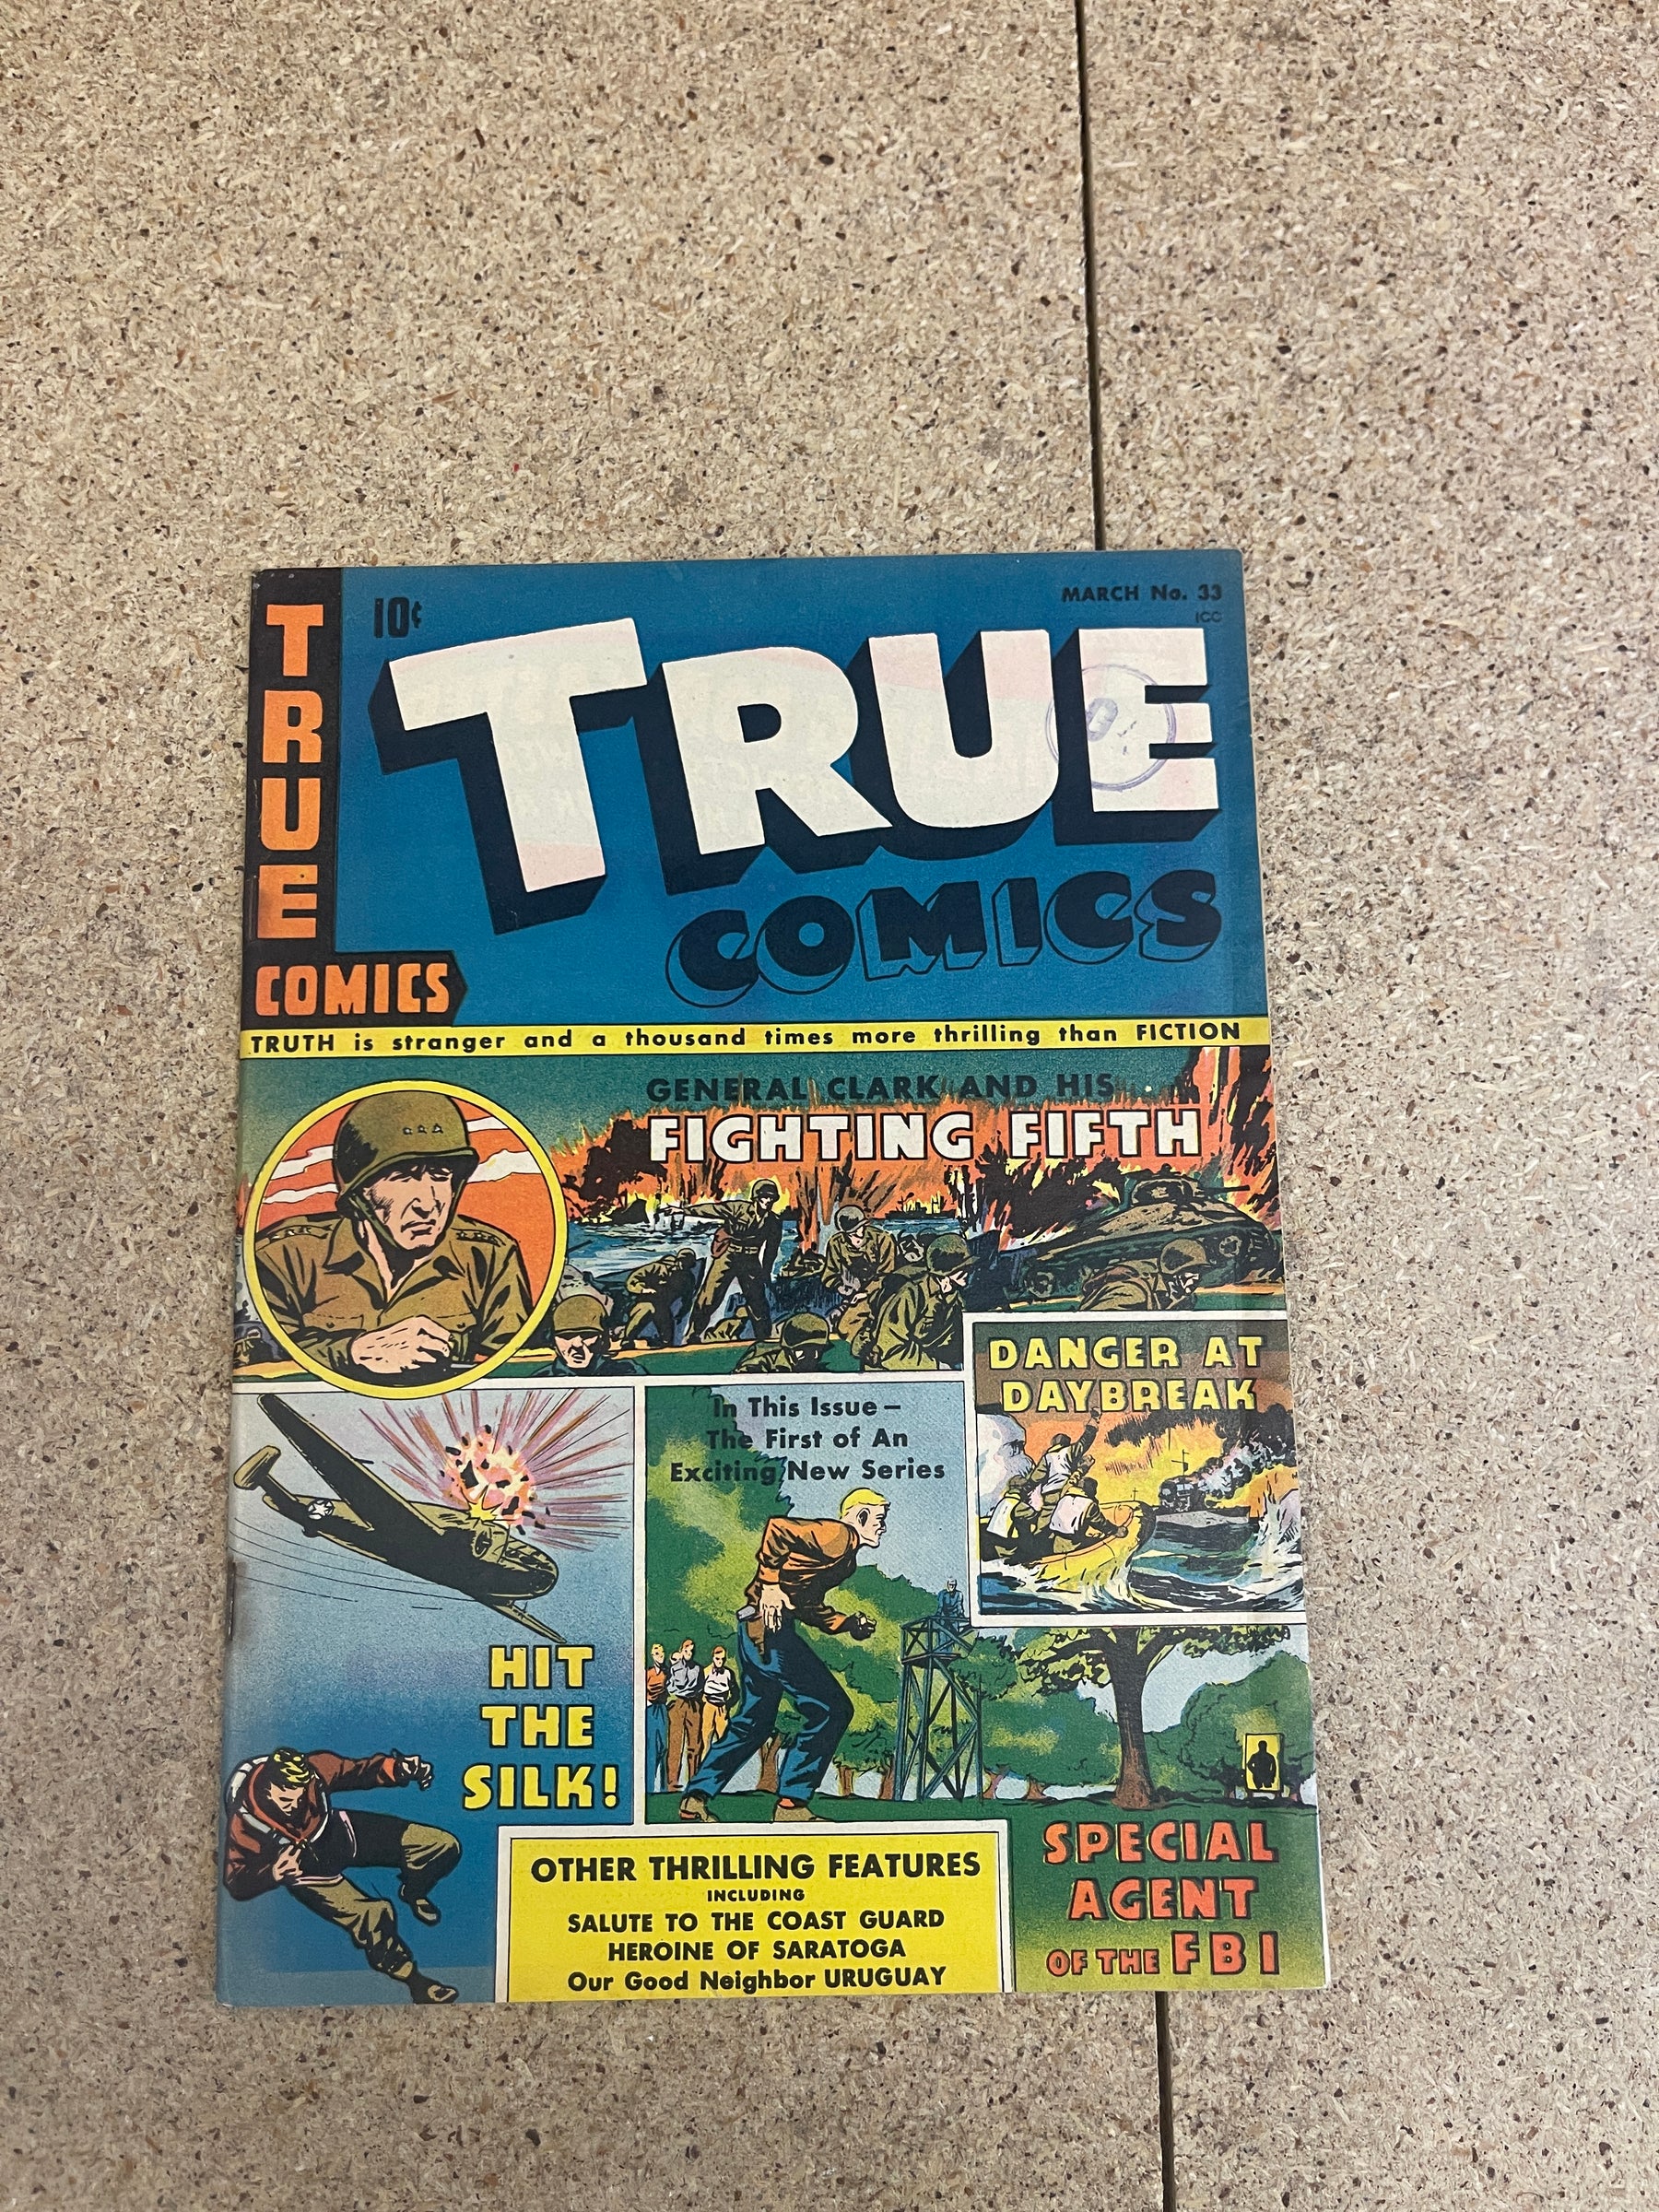 TRUE
COMICS
10¢
MARCH No. 33
ICC
TRUE
COMICS
TRUTH is stranger and a thousand times more thrilling than FICTION
GENERAL CLARK AND HIS
FIGHTING FIFTH
DANGER AT
DAYBREAK
In This Issue—
The First of An
Exciting New Series
HIT
THE
SILK!
SPECIAL
AGENT
OF THE FBI
OTHER THRILLING FEATURES
INCLUDING
SALUTE TO THE COAST GUARD
HEROINE OF SARATOGA
Our Good Neighbor URUGUAY